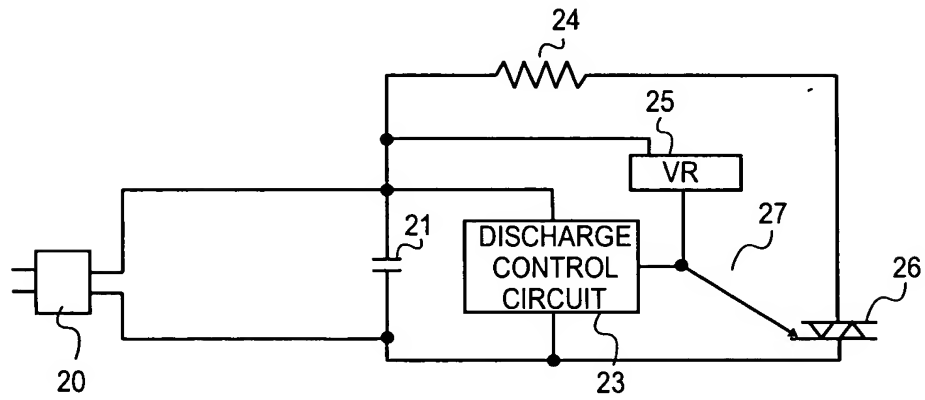 24
25
VR
21
27
DISCHARGE
CONTROL
CIRCUIT
26
20
23